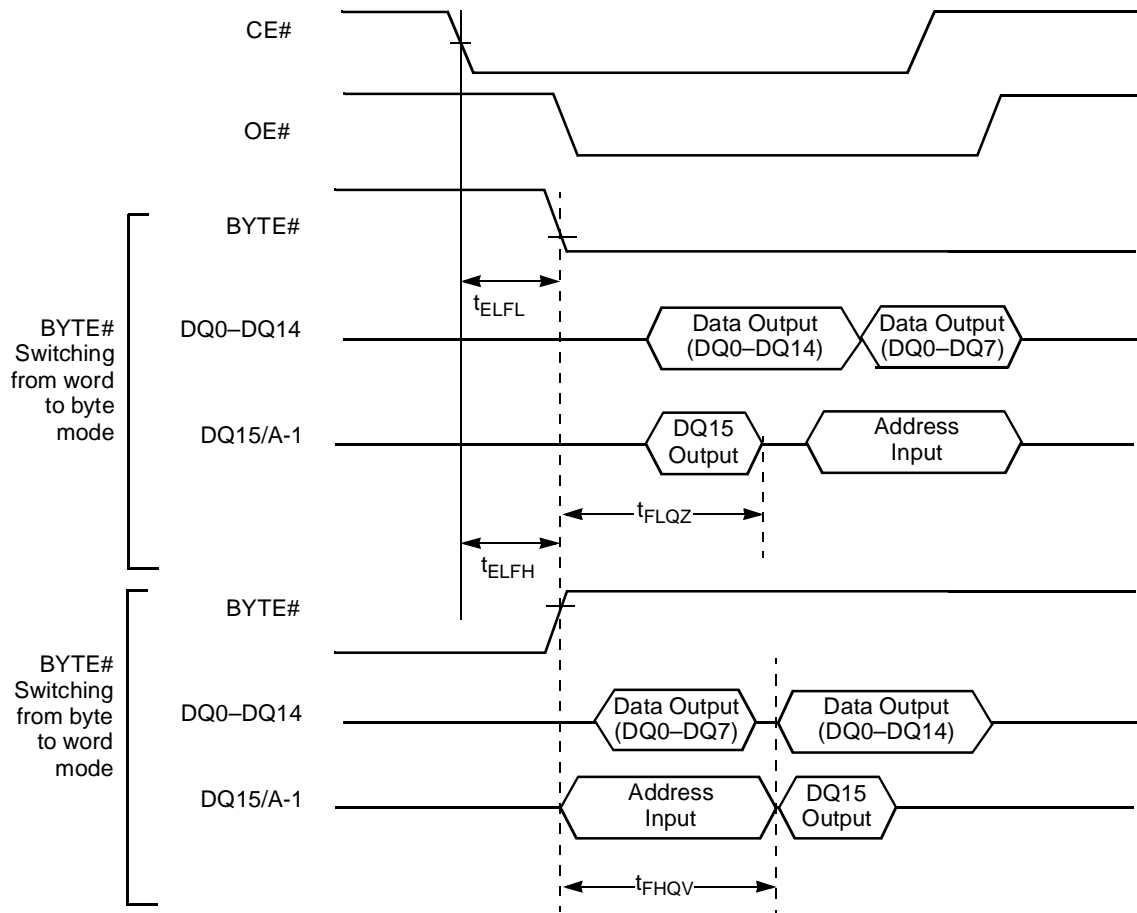 CE#
OE#
BYTE#
tELFL
BYTE#
Switching
from word
to byte
mode
DQ0–DQ14
Data Output
(DQ0–DQ14)
Data Output
(DQ0–DQ7)
DQ15/A-1
DQ15
Output
Address
Input
tFLQZ
tELFH
BYTE#
BYTE#
Switching
from byte
to word
mode
DQ0–DQ14
Data Output
(DQ0–DQ7)
Data Output
(DQ0–DQ14)
DQ15/A-1
Address
Input
DQ15
Output
tFHQV